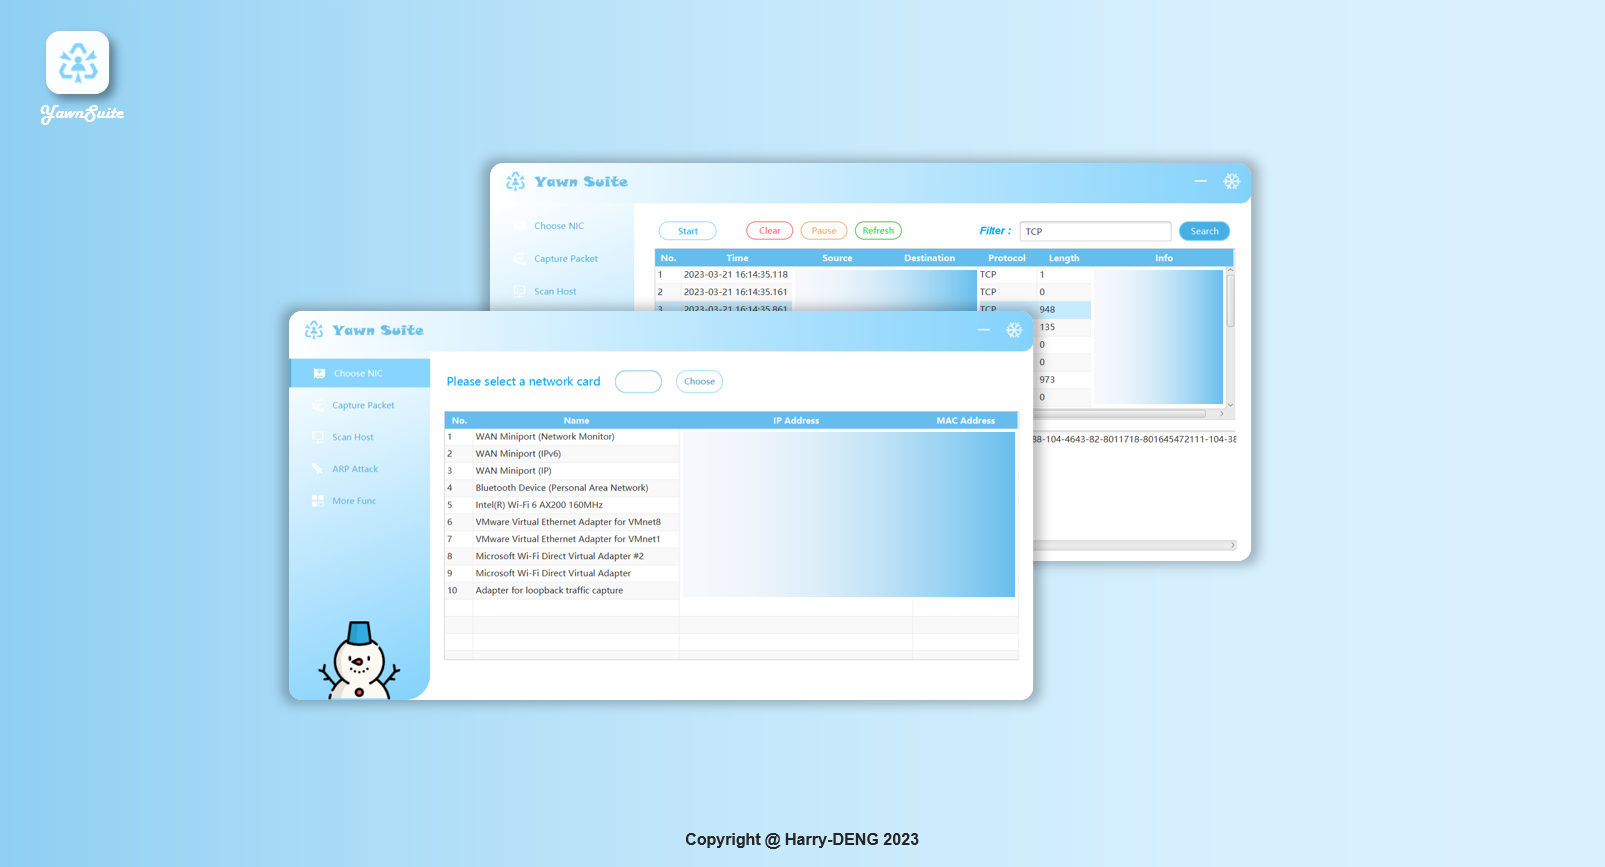 YawnSuite
Yawn Suite
Choose NIC
Capture Packet
Scan Host
Start
Clear
Pause
Refresh
Filter :
TCP
Search
No. Time Source Destination Protocol Length Info
1 2023-03-21 16:14:35.118 TCP 1
2 2023-03-21 16:14:35.161 TCP 0
3 2023-03-21 16:14:35.861 TCP 948
135
0
0
973
0
38-104-4643-82-8011718-801645472111-104-38
Yawn Suite
Choose NIC
Capture Packet
Scan Host
ARP Attack
More Func
Please select a network card
Choose
No. Name IP Address MAC Address
1 WAN Miniport (Network Monitor)
2 WAN Miniport (IPv6)
3 WAN Miniport (IP)
4 Bluetooth Device (Personal Area Network)
5 Intel(R) Wi-Fi 6 AX200 160MHz
6 VMware Virtual Ethernet Adapter for VMnet8
7 VMware Virtual Ethernet Adapter for VMnet1
8 Microsoft Wi-Fi Direct Virtual Adapter #2
9 Microsoft Wi-Fi Direct Virtual Adapter
10 Adapter for loopback traffic capture
Copyright @ Harry-DENG 2023